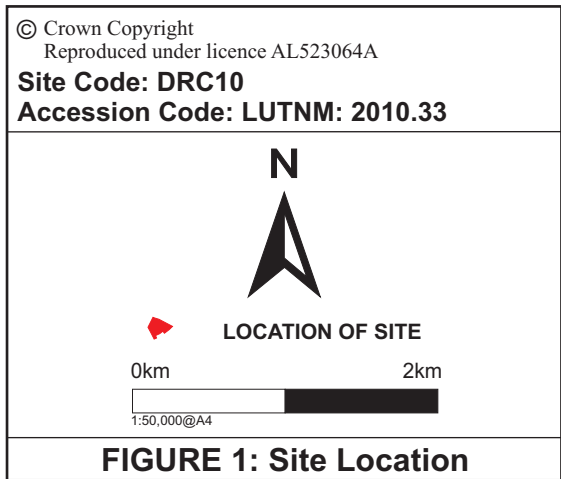 © Crown Copyright
Reproduced under licence AL523064A
Site Code: DRC10
Accession Code: LUTNM: 2010.33
N
LOCATION OF SITE
0km 2km
1:50,000@A4
FIGURE 1: Site Location